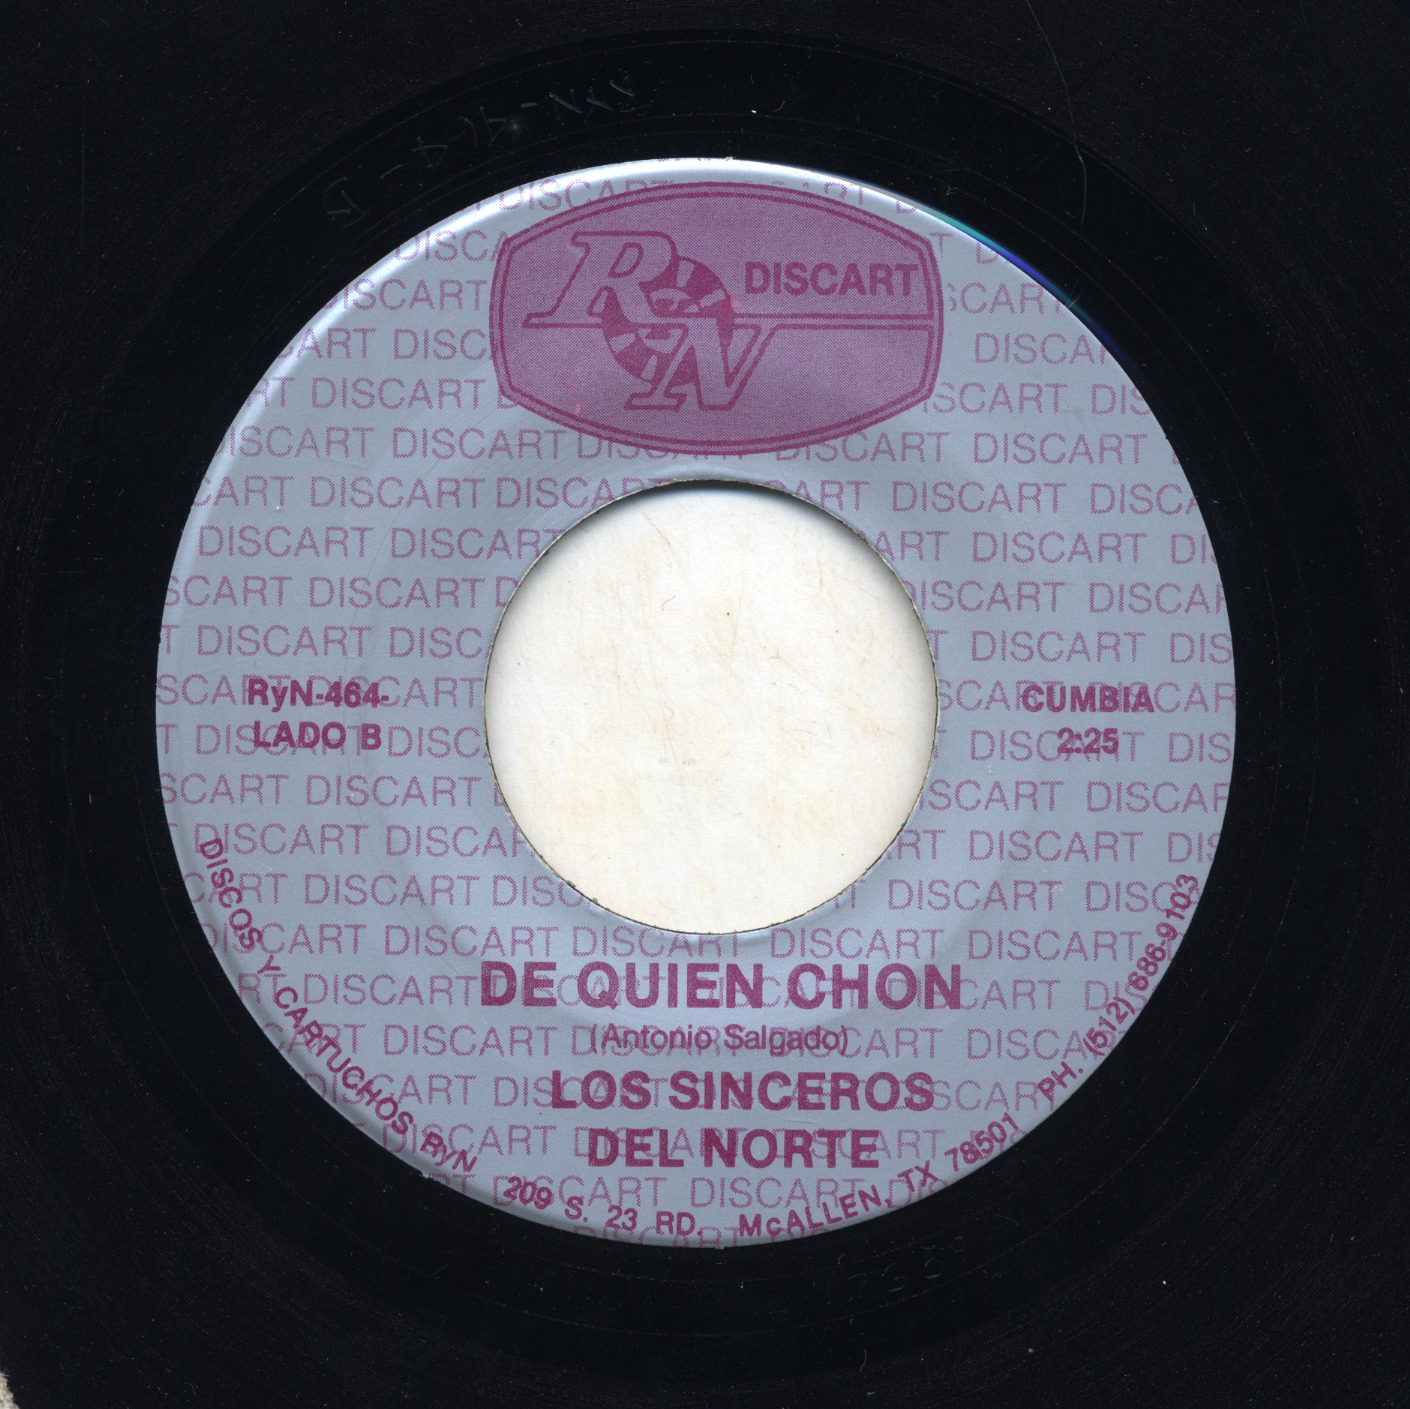 RyN DISCART
RyN-464-
LADO B
CUMBIA
2:25
DE QUIEN CHON
(Antonio Salgado)
LOS SINCEROS
DEL NORTE
DISCOS Y CARTUCHOS RyN 209 S. 23 RD. McALLEN, TX 78501 PH. (512) 686-9103